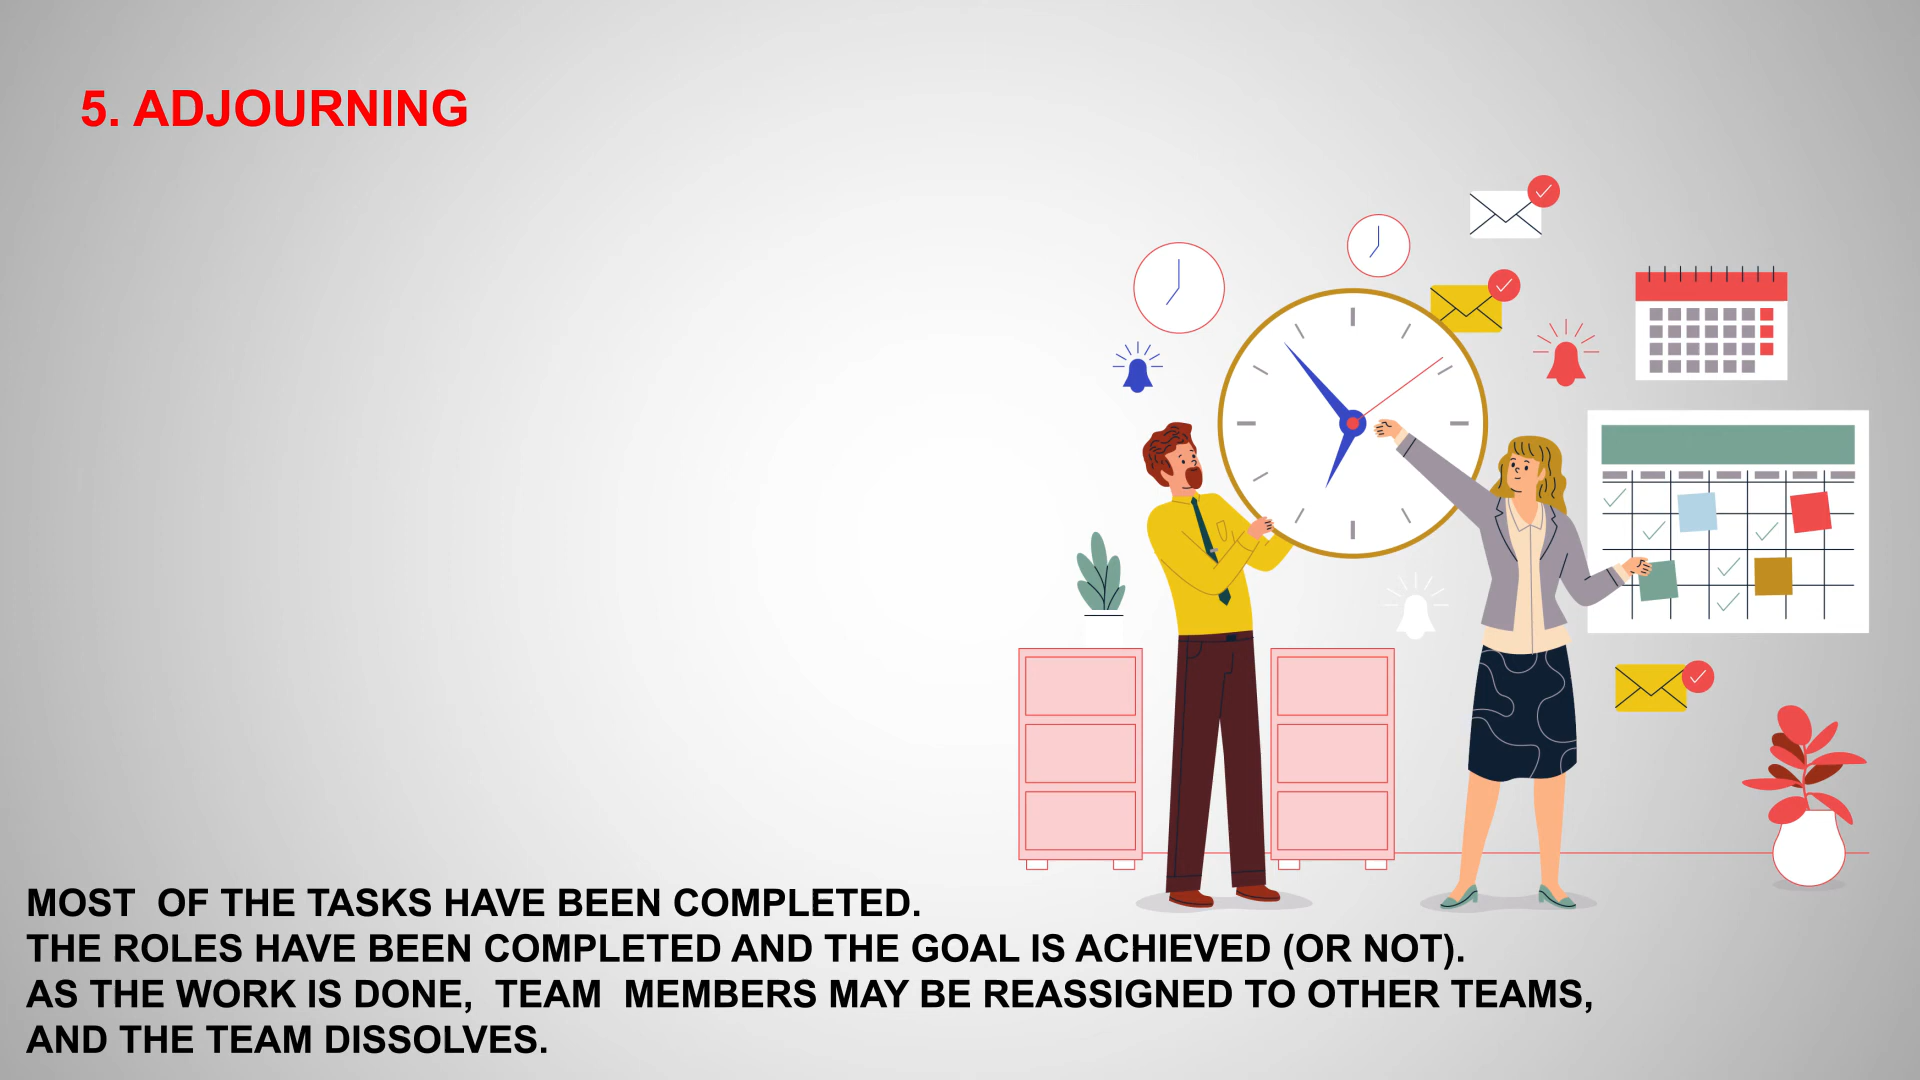 5. ADJOURNING
MOST  OF THE TASKS HAVE BEEN COMPLETED.
THE ROLES HAVE BEEN COMPLETED AND THE GOAL IS ACHIEVED (OR NOT).
AS THE WORK IS DONE,  TEAM  MEMBERS MAY BE REASSIGNED TO OTHER TEAMS,
AND THE TEAM DISSOLVES.